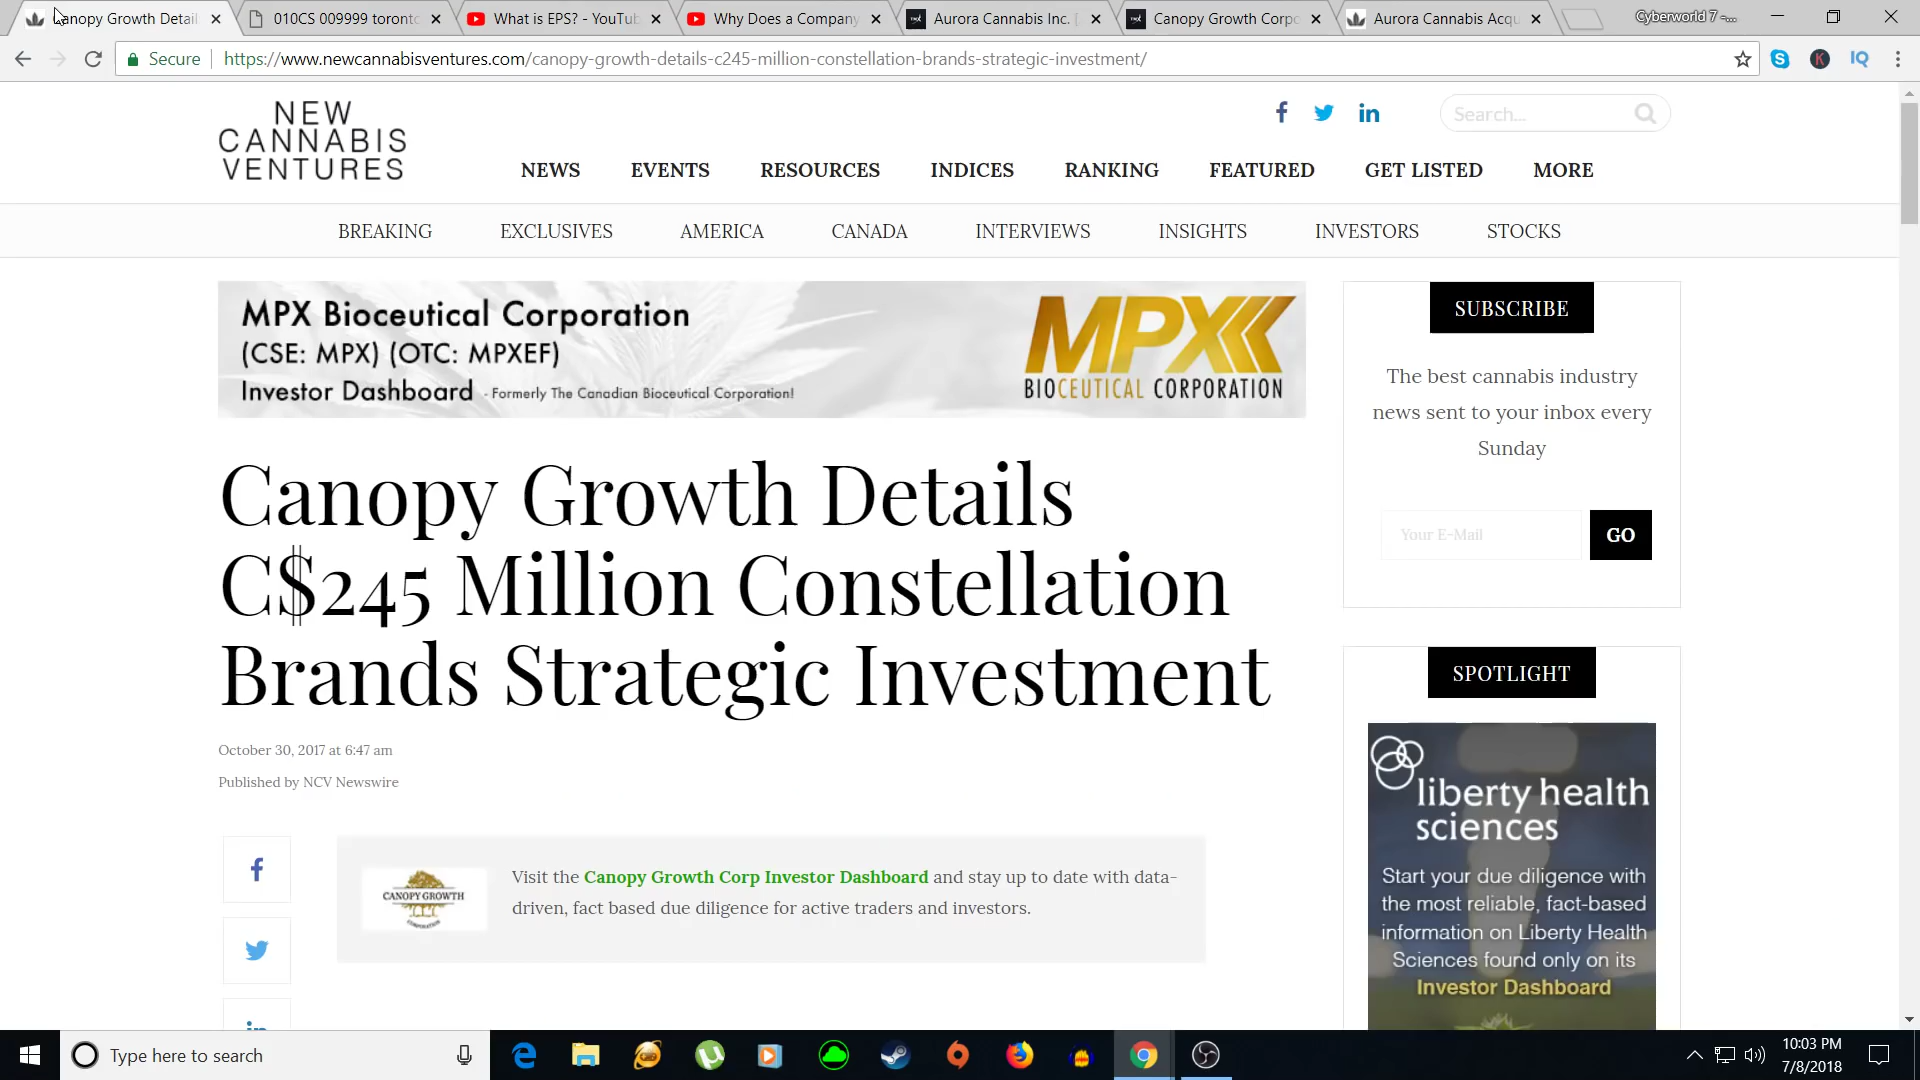 Canopy Growth Detail
010CS 009999 toronto
What is EPS? - YouTub
Why Does a Company
Aurora Cannabis Inc. [
Canopy Growth Corpo
Aurora Cannabis Acqu
Cyberworld 7 -...
Secure
https://www.newcannabisventures.com/canopy-growth-details-c245-million-constellation-brands-strategic-investment/
NEW
CANNABIS
VENTURES
Search...
NEWS
EVENTS
RESOURCES
INDICES
RANKING
FEATURED
GET LISTED
MORE
BREAKING
EXCLUSIVES
AMERICA
CANADA
INTERVIEWS
INSIGHTS
INVESTORS
STOCKS
MPX Bioceutical Corporation
(CSE: MPX) (OTC: MPXEF)
Investor Dashboard - Formerly The Canadian Bioceutical Corporation!
MPX
BIOCEUTICAL CORPORATION
Canopy Growth Details
C$245 Million Constellation
Brands Strategic Investment
October 30, 2017 at 6:47 am
Published by NCV Newswire
CANOPY GROWTH
CORPORATION
Visit the Canopy Growth Corp Investor Dashboard and stay up to date with data-
driven, fact based due diligence for active traders and investors.
SUBSCRIBE
The best cannabis industry
news sent to your inbox every
Sunday
Your E-Mail
GO
SPOTLIGHT
liberty health
sciences
Start your due diligence with
the most reliable, fact-based
information on Liberty Health
Sciences found only on its
Investor Dashboard
Type here to search
10:03 PM
7/8/2018